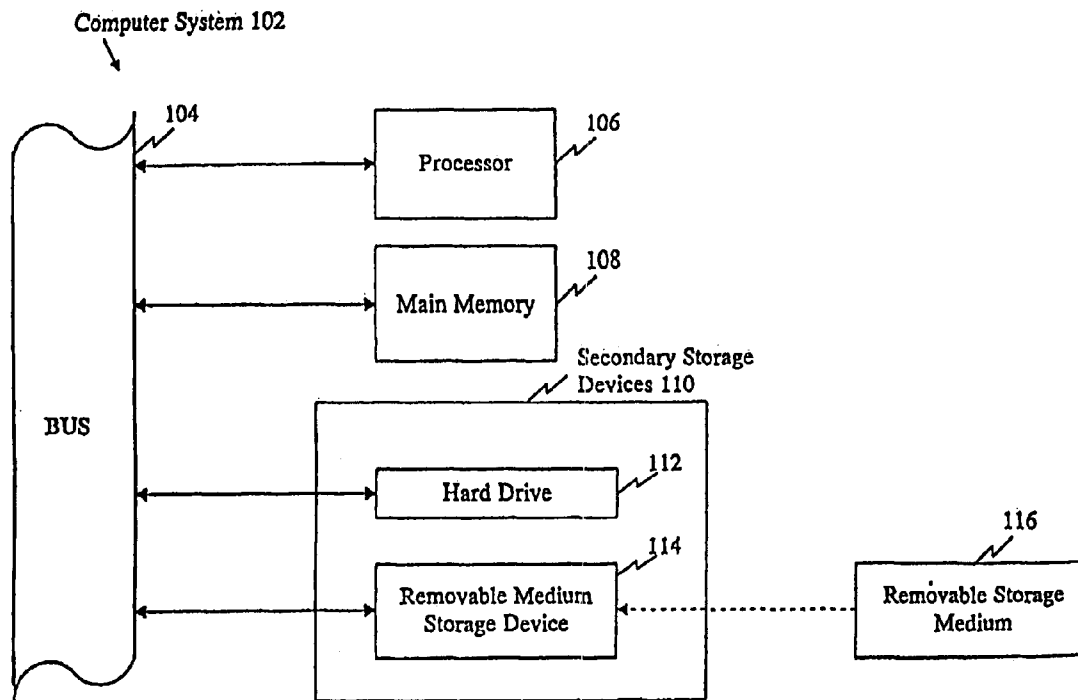 Computer System 102
104
106
Processor
108
Main Memory
Secondary Storage
Devices 110
BUS
112
Hard Drive
114
116
Removable Medium
Storage Device
Removable Storage
Medium